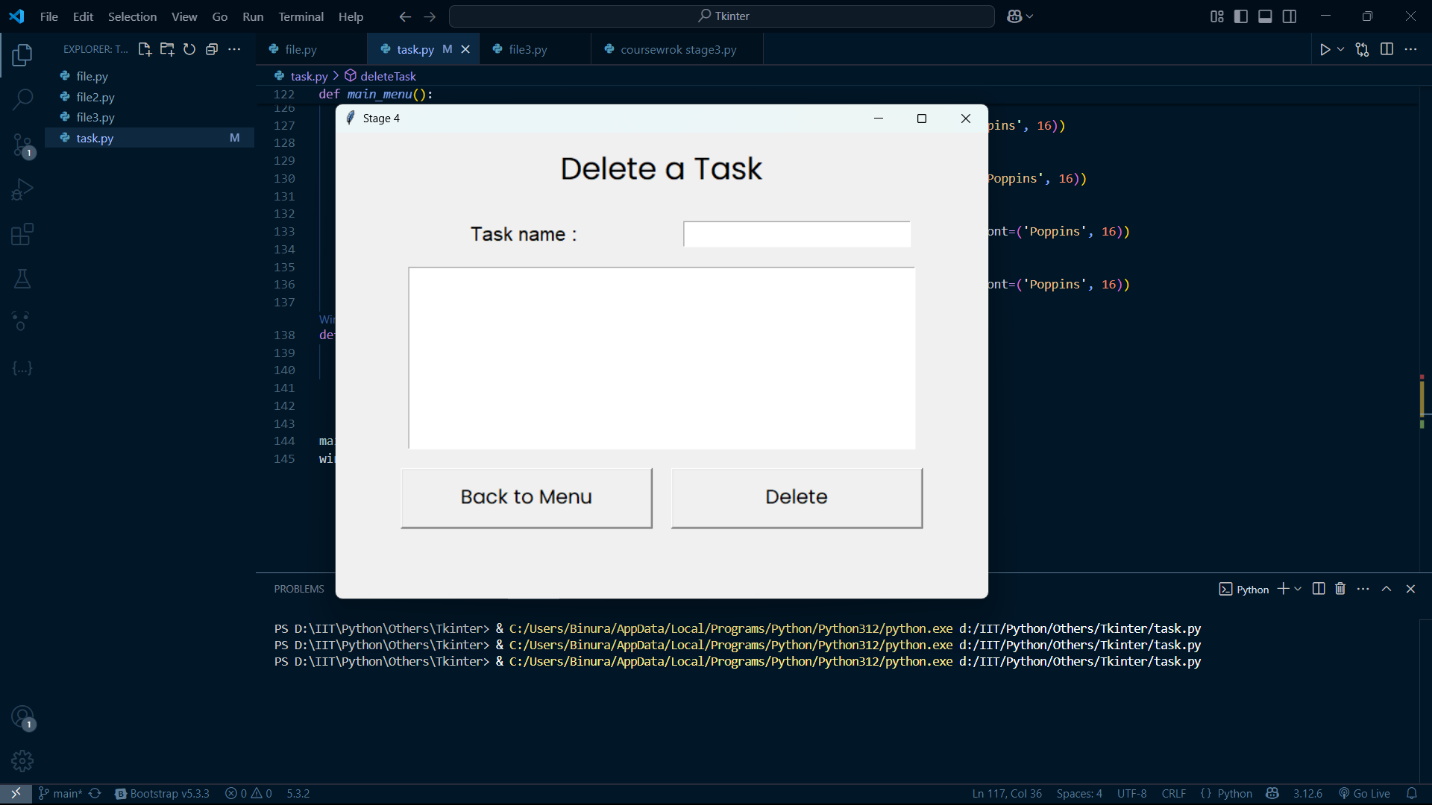 File Edit Selection View Go Run Terminal Help
Tkinter
EXPLORER: T...
file.py
task.py M
file3.py
coursewrok stage3.py
file.py
file2.py
file3.py
task.py M
task.py > deleteTask
122 def main_menu():
126
127 pins', 16))
128
129
130 Poppins', 16))
131
132
133 ont=('Poppins', 16))
134
135
136 ont=('Poppins', 16))
137
Win
138 de
139
140
141
142
143
144 mai
145 wi
Stage 4
Delete a Task
Task name :
Back to Menu
Delete
1
PROBLEMS
Python
PS D:\IIT\Python\Others\Tkinter> & C:/Users/Binura/AppData/Local/Programs/Python/Python312/python.exe d:/IIT/Python/Others/Tkinter/task.py
PS D:\IIT\Python\Others\Tkinter> & C:/Users/Binura/AppData/Local/Programs/Python/Python312/python.exe d:/IIT/Python/Others/Tkinter/task.py
PS D:\IIT\Python\Others\Tkinter> & C:/Users/Binura/AppData/Local/Programs/Python/Python312/python.exe d:/IIT/Python/Others/Tkinter/task.py
1
main* Bootstrap v5.3.3 0 0 5.3.2
Ln 117, Col 36 Spaces: 4 UTF-8 CRLF {} Python 3.12.6 Go Live